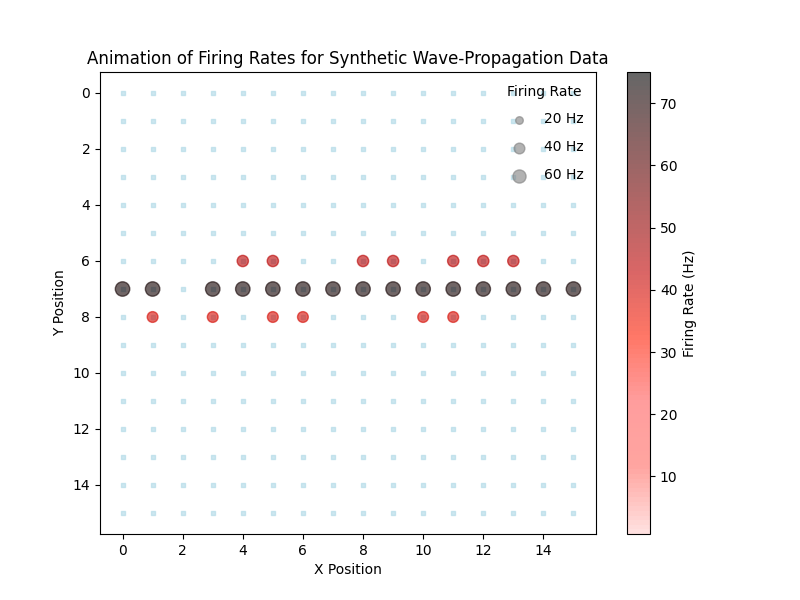 Animation of Firing Rates for Synthetic Wave-Propagation Data
Firing Rate
20 Hz
40 Hz
60 Hz
0
2
4
6
8
10
12
14
Y Position
0 2 4 6 8 10 12 14
X Position
70
60
50
40
30
20
10
Firing Rate (Hz)